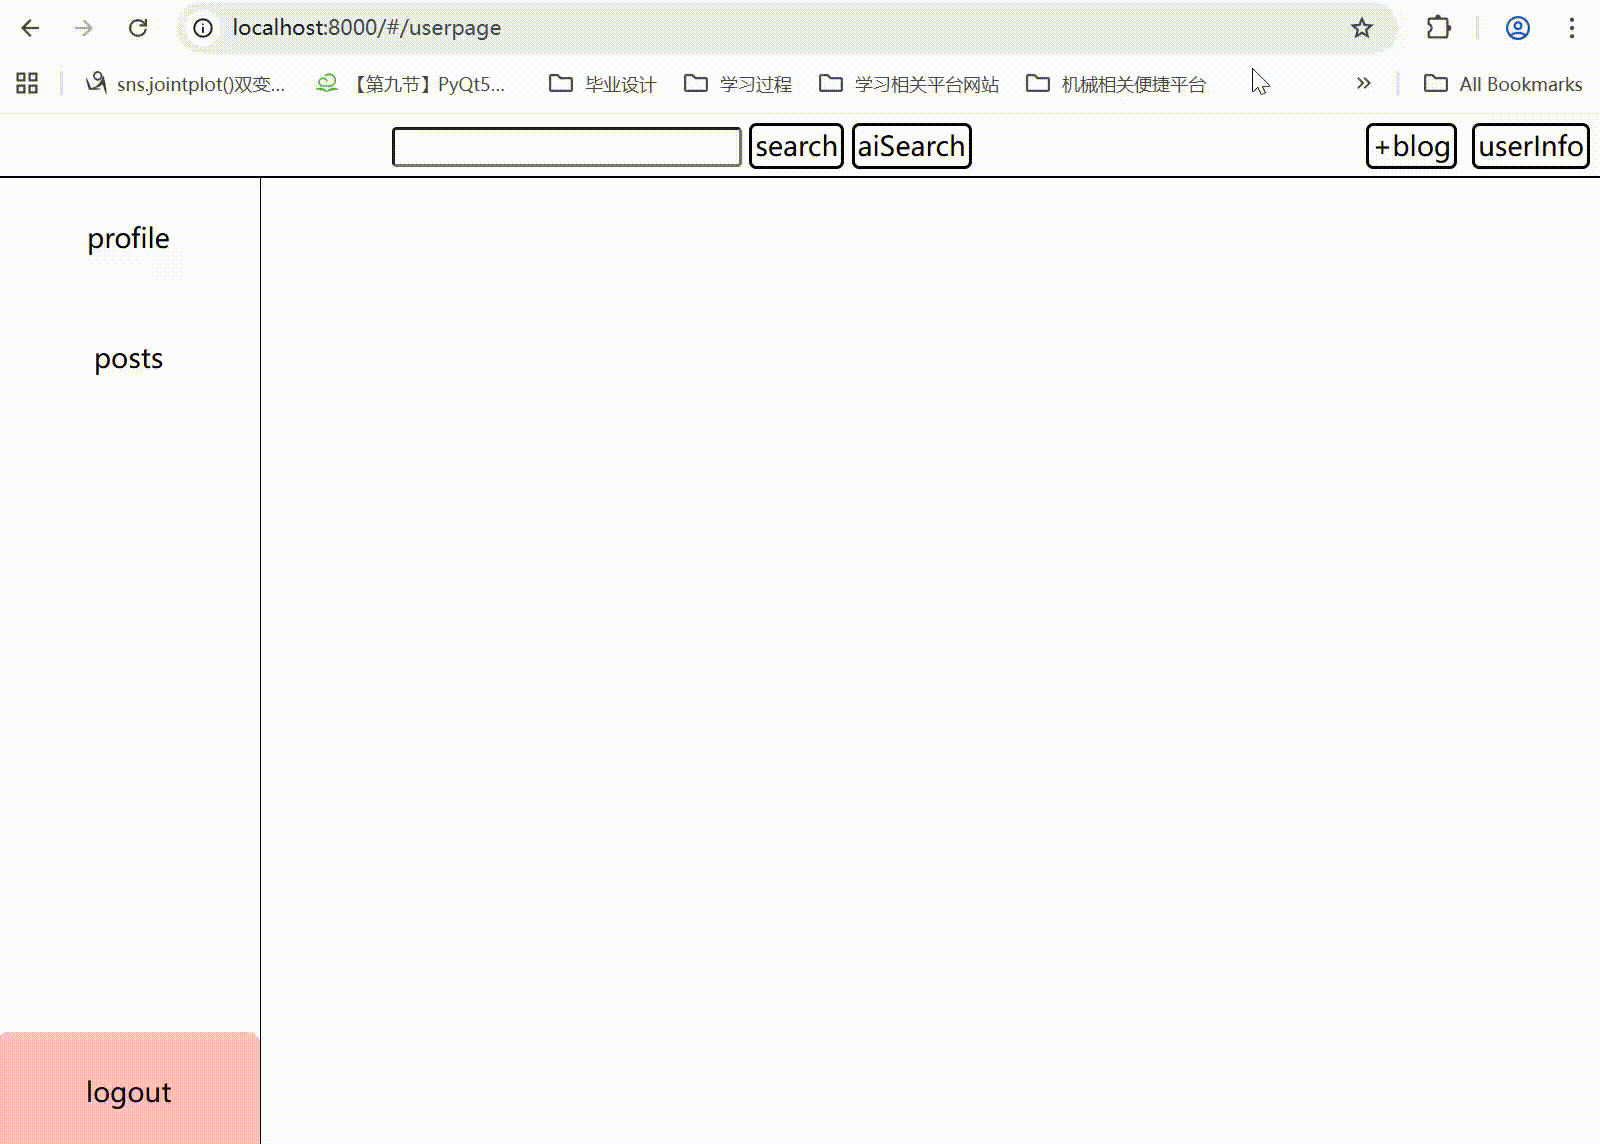 localhost:8000/#/userpage
sns.jointplot()双变... 【第九节】PyQt5... 毕业设计 学习过程 学习相关平台网站 机械相关便捷平台 » All Bookmarks
search aiSearch +blog userInfo
profile
posts
logout